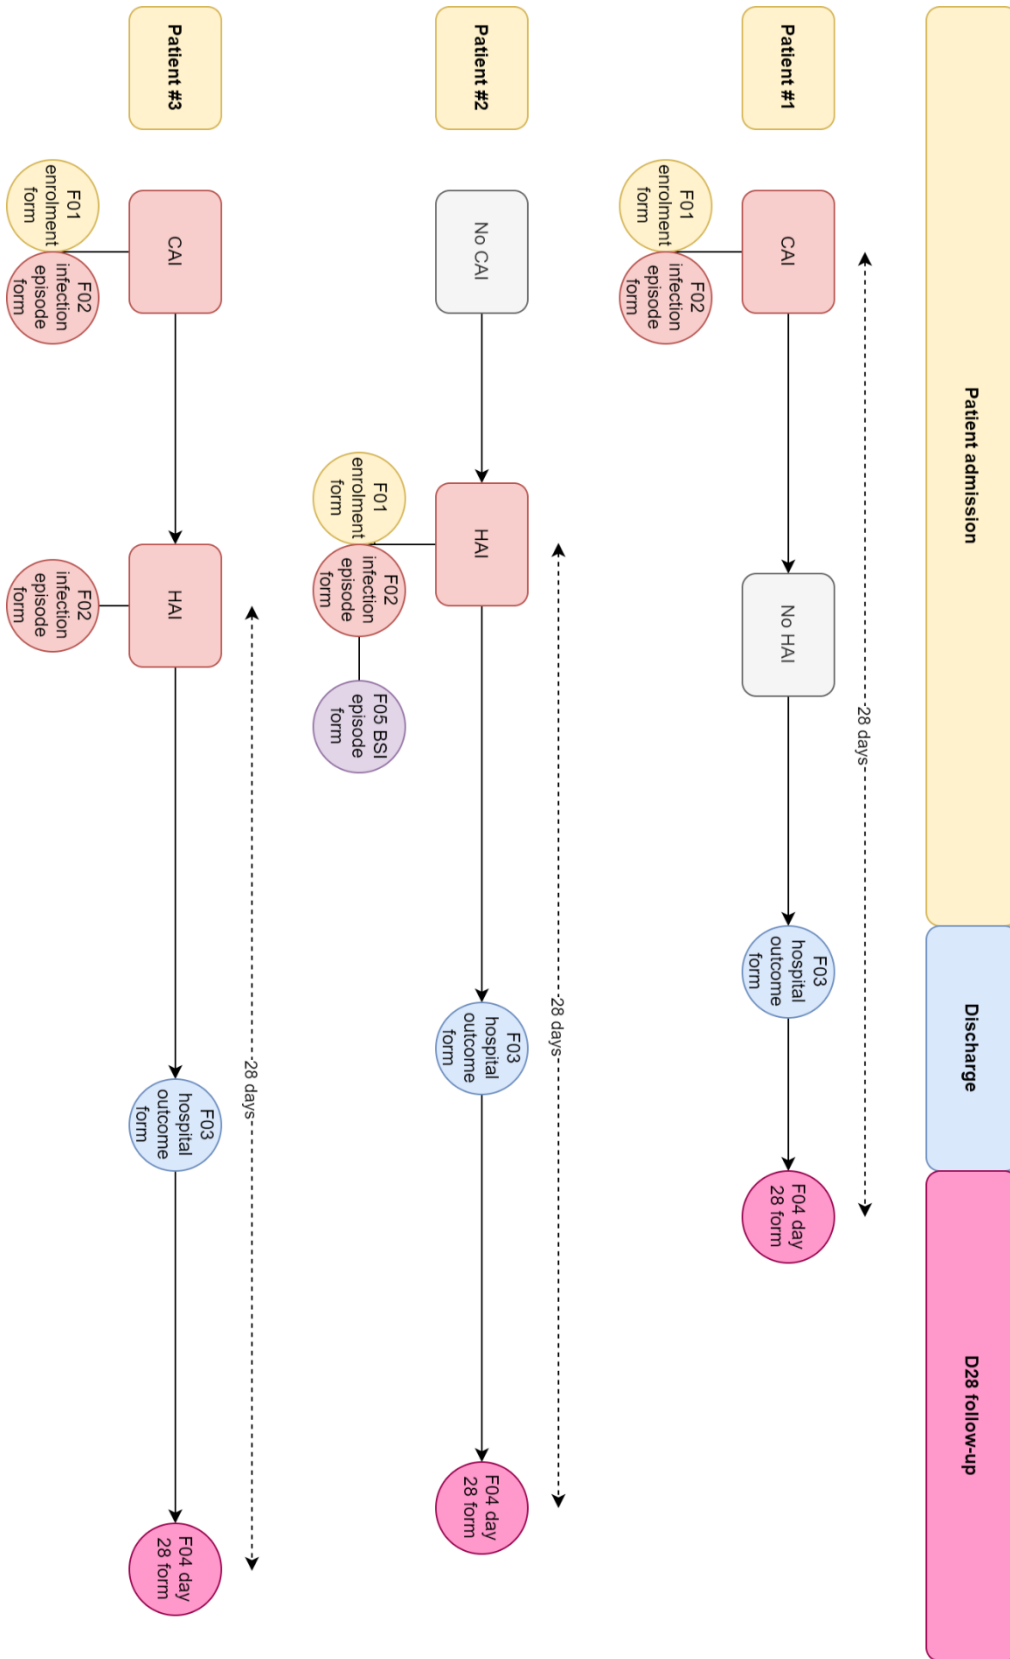 Patient admission
Discharge
D28 follow-up
Patient #1
28 days
CAI
No HAI
F03
hospital
outcome
form
F04 day
28 form
F01
enrolment
form
F02
infection
episode
form
Patient #2
28 days
No CAI
HAI
F03
hospital
outcome
form
F04 day
28 form
F01
enrolment
form
F02
infection
episode
form
F05 BSI
episode
form
Patient #3
28 days
CAI
HAI
F03
hospital
outcome
form
F04 day
28 form
F01
enrolment
form
F02
infection
episode
form
F02
infection
episode
form